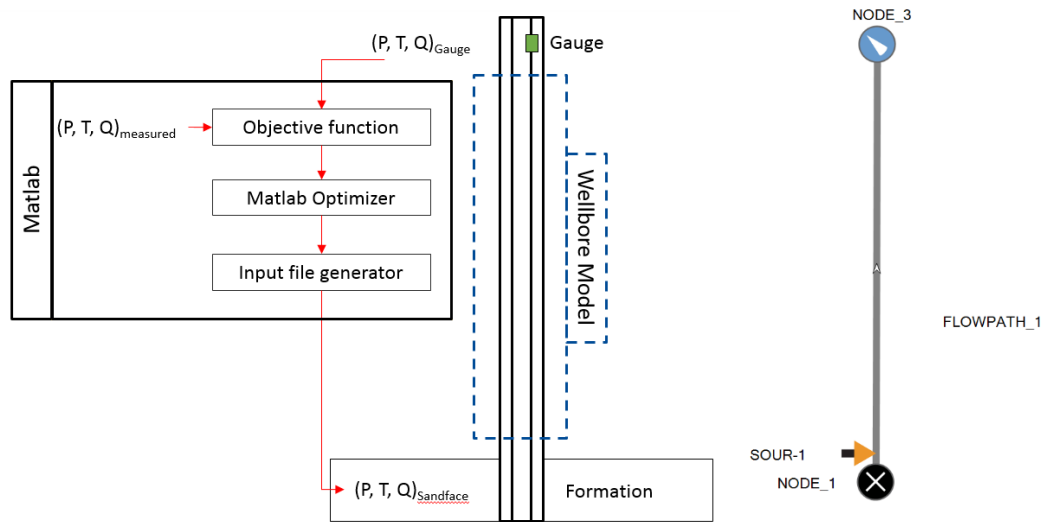 (P, T, Q)Gauge
Gauge
NODE_3
Matlab
(P, T, Q)measured
Objective function
Matlab Optimizer
Input file generator
Wellbore Model
FLOWPATH_1
SOUR-1
NODE_1
(P, T, Q)Sandface
Formation